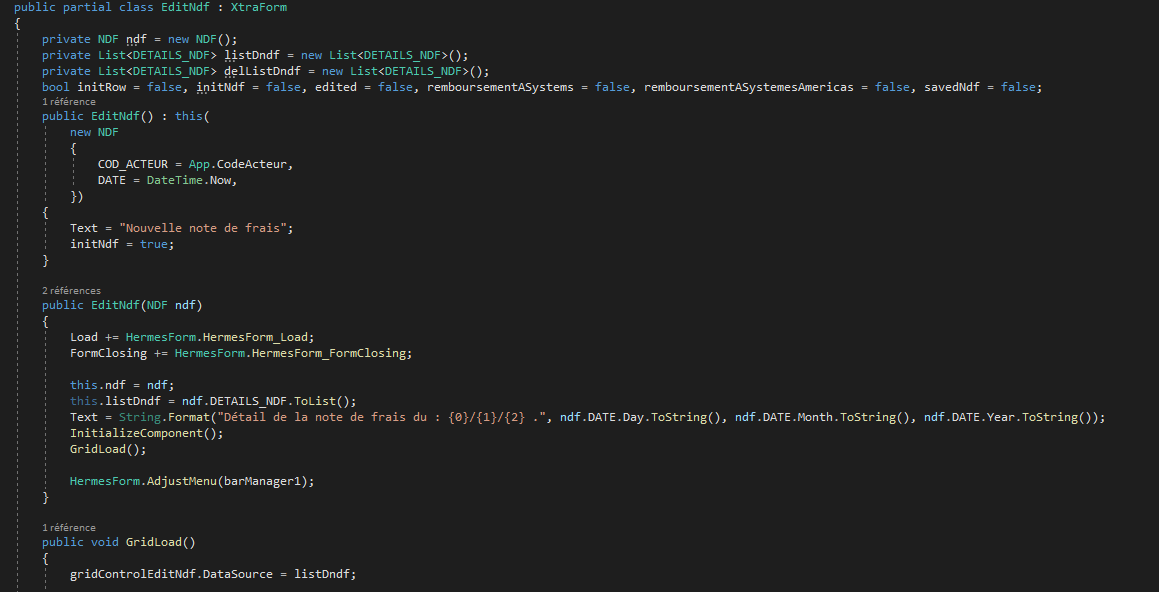 public partial class EditNdf : XtraForm
{
private NDF ndf = new NDF();
private List<DETAILS_NDF> listDndf = new List<DETAILS_NDF>();
private List<DETAILS_NDF> delListDndf = new List<DETAILS_NDF>();
bool initRow = false, initNdf = false, edited = false, remboursementASystems = false, remboursementASystemesAmericas = false, savedNdf = false;
1 référence
public EditNdf() : this(
new NDF
{
COD_ACTEUR = App.CodeActeur,
DATE = DateTime.Now,
})
{
Text = "Nouvelle note de frais";
initNdf = true;
}
2 références
public EditNdf(NDF ndf)
{
Load += HermesForm.HermesForm_Load;
FormClosing += HermesForm.HermesForm_FormClosing;
this.ndf = ndf;
this.listDndf = ndf.DETAILS_NDF.ToList();
Text = String.Format("Détail de la note de frais du : {0}/{1}/{2} .", ndf.DATE.Day.ToString(), ndf.DATE.Month.ToString(), ndf.DATE.Year.ToString());
InitializeComponent();
GridLoad();
HermesForm.AdjustMenu(barManager1);
}
1 référence
public void GridLoad()
{
gridControlEditNdf.DataSource = listDndf;